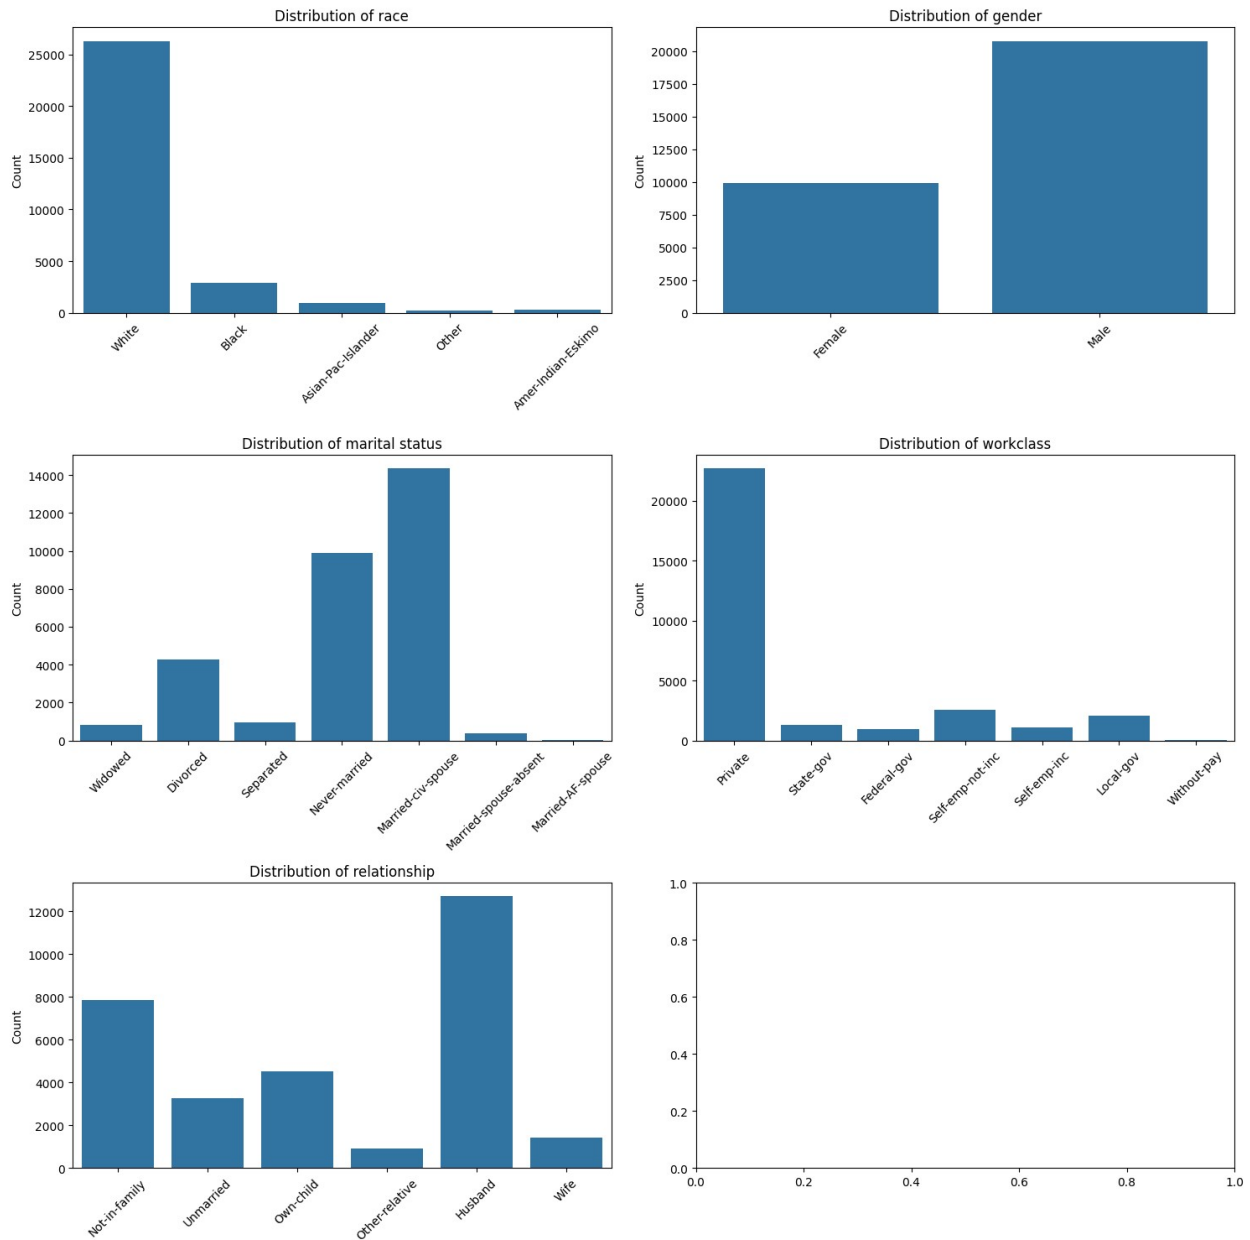 Distribution of race
Count
25000
20000
15000
10000
5000
0
White
Black
Asian-Pac-Islander
Other
Amer-Indian-Eskimo
Distribution of gender
Count
20000
17500
15000
12500
10000
7500
5000
2500
0
Female
Male
Distribution of marital status
Count
14000
12000
10000
8000
6000
4000
2000
0
Widowed
Divorced
Separated
Never-married
Married-civ-spouse
Married-spouse-absent
Married-AF-spouse
Distribution of workclass
Count
20000
15000
10000
5000
0
Private
State-gov
Federal-gov
Self-emp-not-inc
Self-emp-inc
Local-gov
Without-pay
Distribution of relationship
Count
12000
10000
8000
6000
4000
2000
0
Not-in-family
Unmarried
Own-child
Other-relative
Husband
Wife
1.0
0.8
0.6
0.4
0.2
0.0
0.0 0.2 0.4 0.6 0.8 1.0